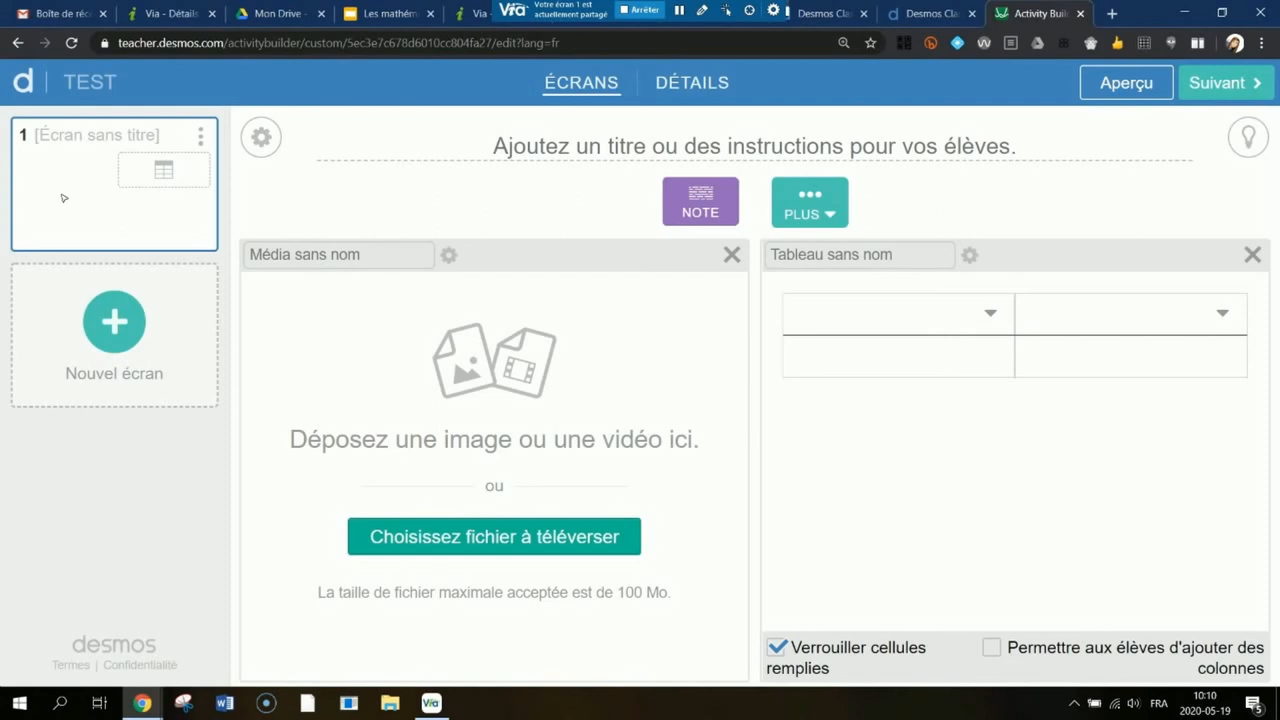 Boîte de réc
Via - Détails
Mon Drive -
Les mathém
Via -
Via
Votre écran 1 est
actuellement partagé
Arrêter
Desmos Cla
Desmos Clas
Activity Buil
teacher.desmos.com/activitybuilder/custom/5ec3e7c678d6010cc804fa27/edit?lang=fr
d
TEST
ÉCRANS
DÉTAILS
Aperçu
Suivant
1 [Écran sans titre]
Ajoutez un titre ou des instructions pour vos élèves.
NOTE
PLUS
Média sans nom
Tableau sans nom
Nouvel écran
Déposez une image ou une vidéo ici.
ou
Choisissez fichier à téléverser
La taille de fichier maximale acceptée est de 100 Mo.
desmos
Termes | Confidentialité
Verrouiller cellules
remplies
Permettre aux élèves d'ajouter des
colonnes
Via
FRA
10:10
2020-05-19
5